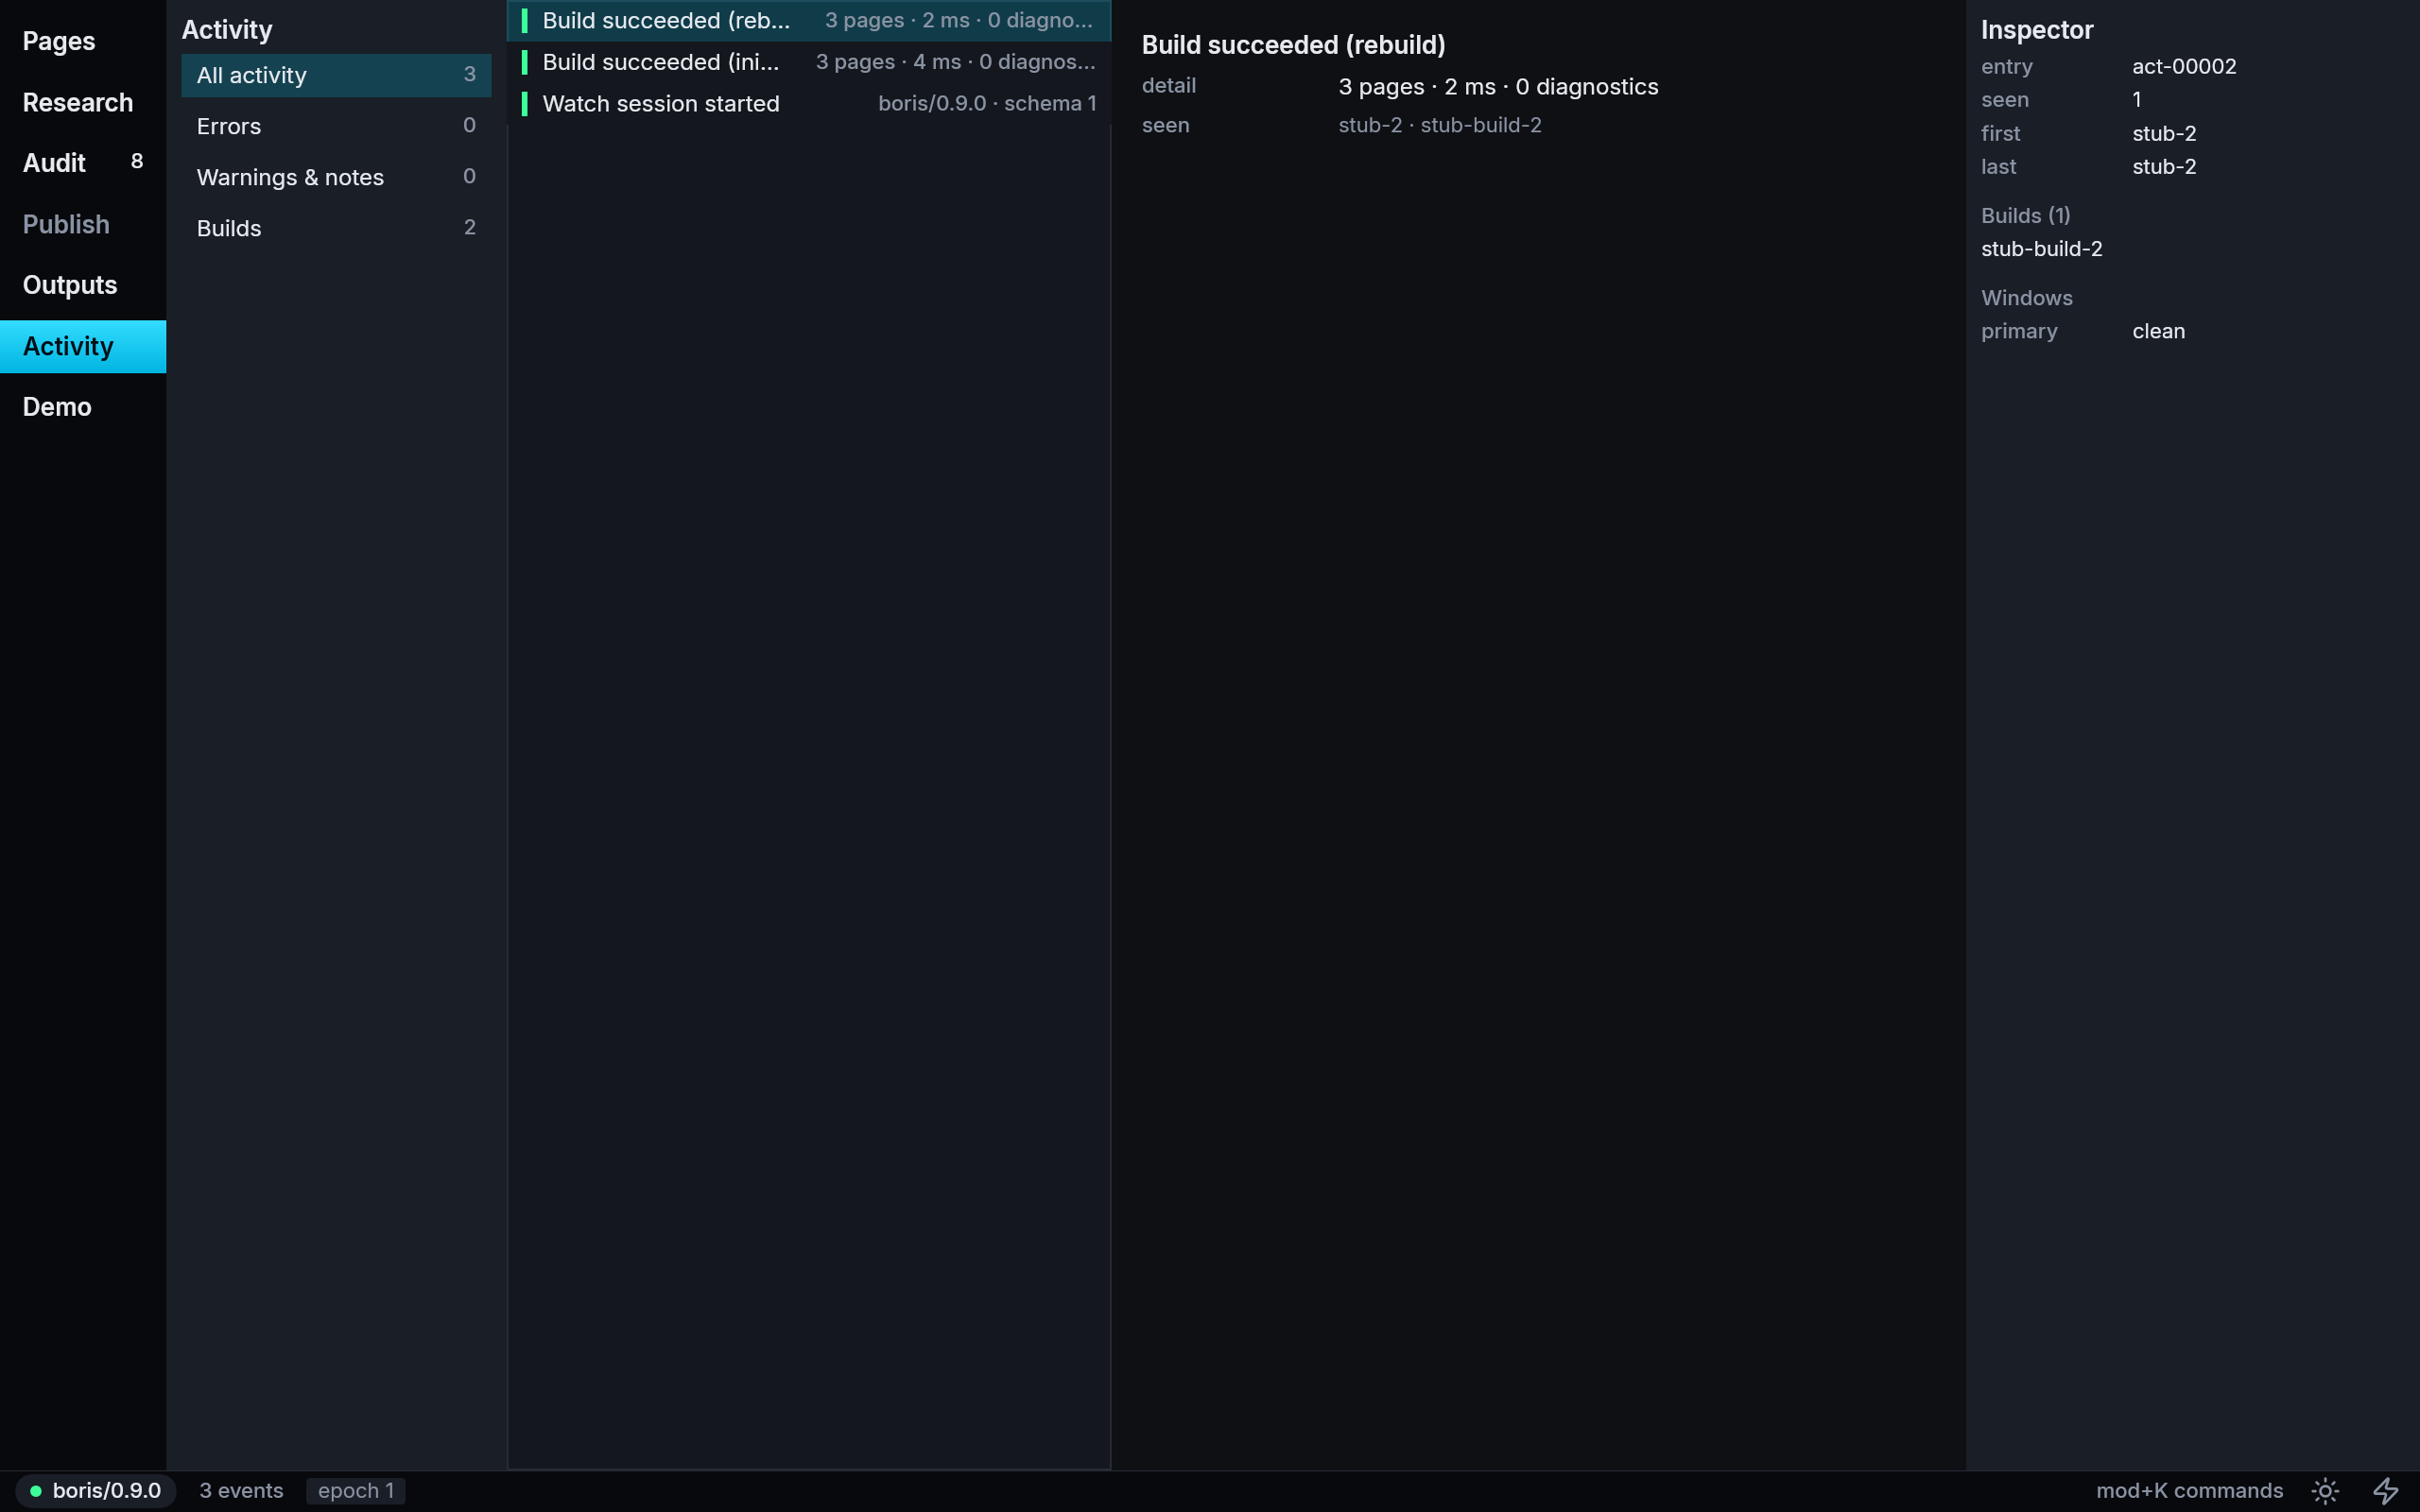 Pages
Research
Audit 8
Publish
Outputs
Activity
Demo
Activity
All activity 3
Errors 0
Warnings & notes 0
Builds 2
Build succeeded (reb... 3 pages · 2 ms · 0 diagno...
Build succeeded (ini... 3 pages · 4 ms · 0 diagnos...
Watch session started boris/0.9.0 · schema 1
Build succeeded (rebuild)
detail 3 pages · 2 ms · 0 diagnostics
seen stub-2 · stub-build-2
Inspector
entry act-00002
seen 1
first stub-2
last stub-2
Builds (1)
stub-build-2
Windows
primary clean
boris/0.9.0 3 events epoch 1 mod+K commands